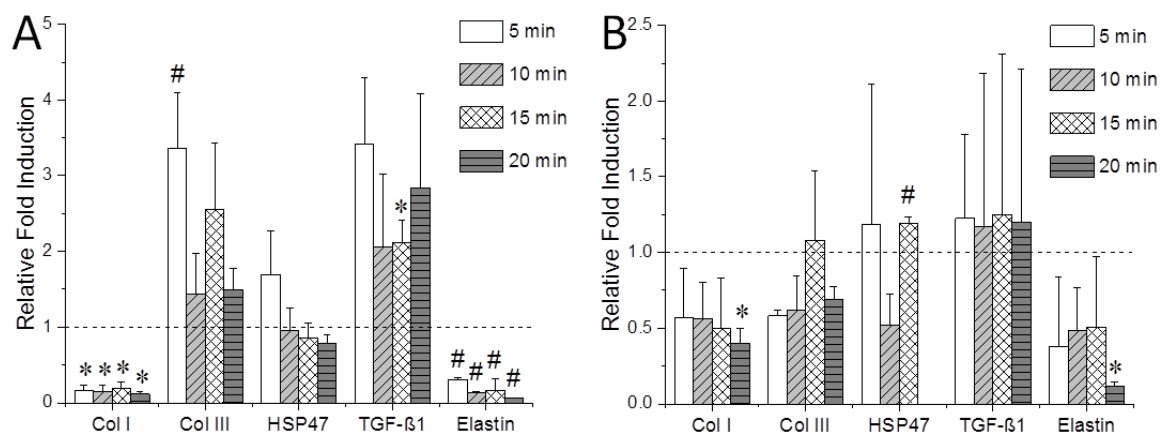 A
Relative Fold Induction
5
4
3
2
1
0
5 min
10 min
15 min
20 min
#
*
* * * *
# # # #
Col I Col III HSP47 TGF-ß1 Elastin
B
Relative Fold Induction
2.5
2.0
1.5
1.0
0.5
0.0
5 min
10 min
15 min
20 min
#
*
*
Col I Col III HSP47 TGF-ß1 Elastin